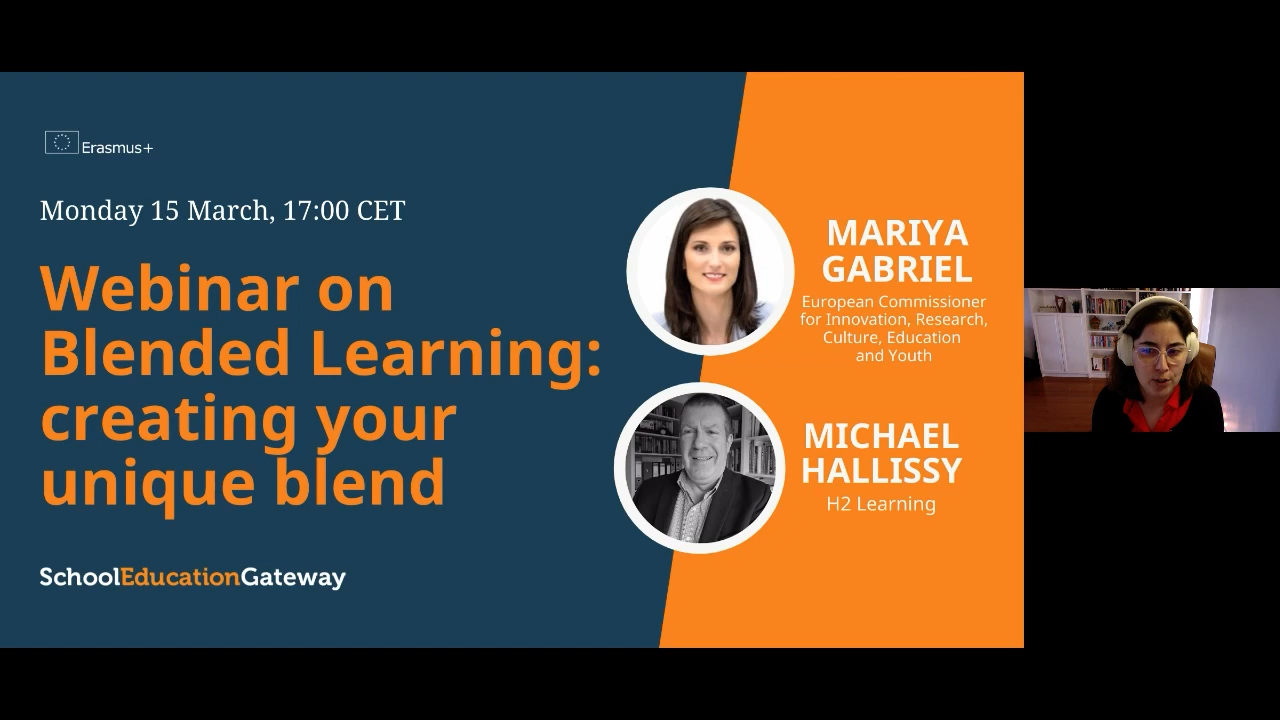 Erasmus+
Monday 15 March, 17:00 CET
Webinar on
Blended Learning:
creating your
unique blend
SchoolEducationGateway
MARIYA
GABRIEL
European Commissioner
for Innovation, Research,
Culture, Education
and Youth
MICHAEL
HALLISSY
H2 Learning